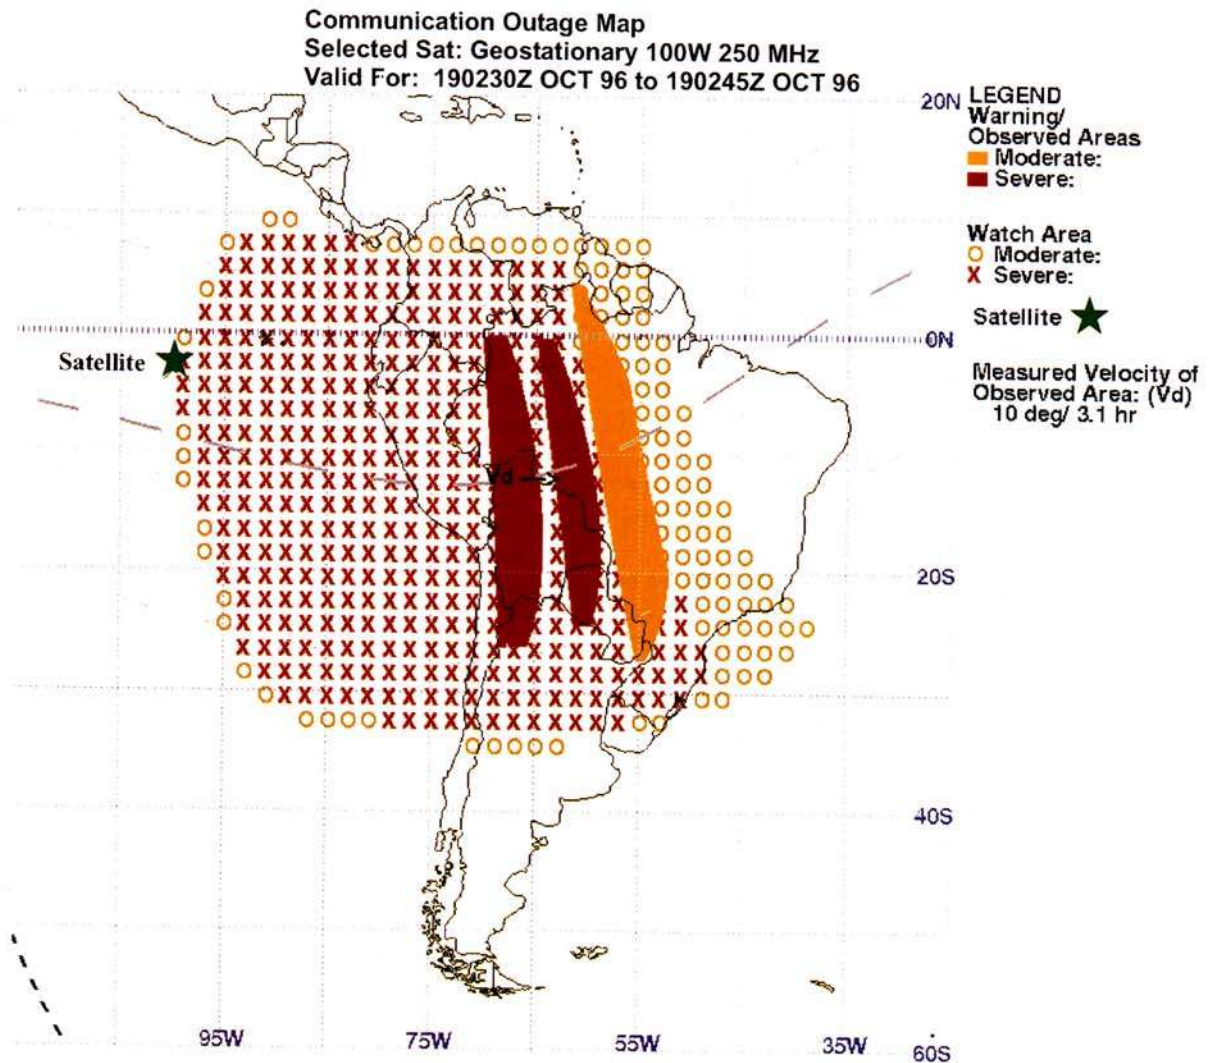 Communication Outage Map
Selected Sat: Geostationary 100W 250 MHz
Valid For: 190230Z OCT 96 to 190245Z OCT 96
20N
LEGEND
Warning/
Observed Areas
Moderate:
Severe:
Watch Area
O Moderate:
X Severe:
Satellite
0N
Satellite
Measured Velocity of
Observed Area: (Vd)
10 deg/ 3.1 hr
Vd
20S
40S
95W 75W 55W 35W 60S